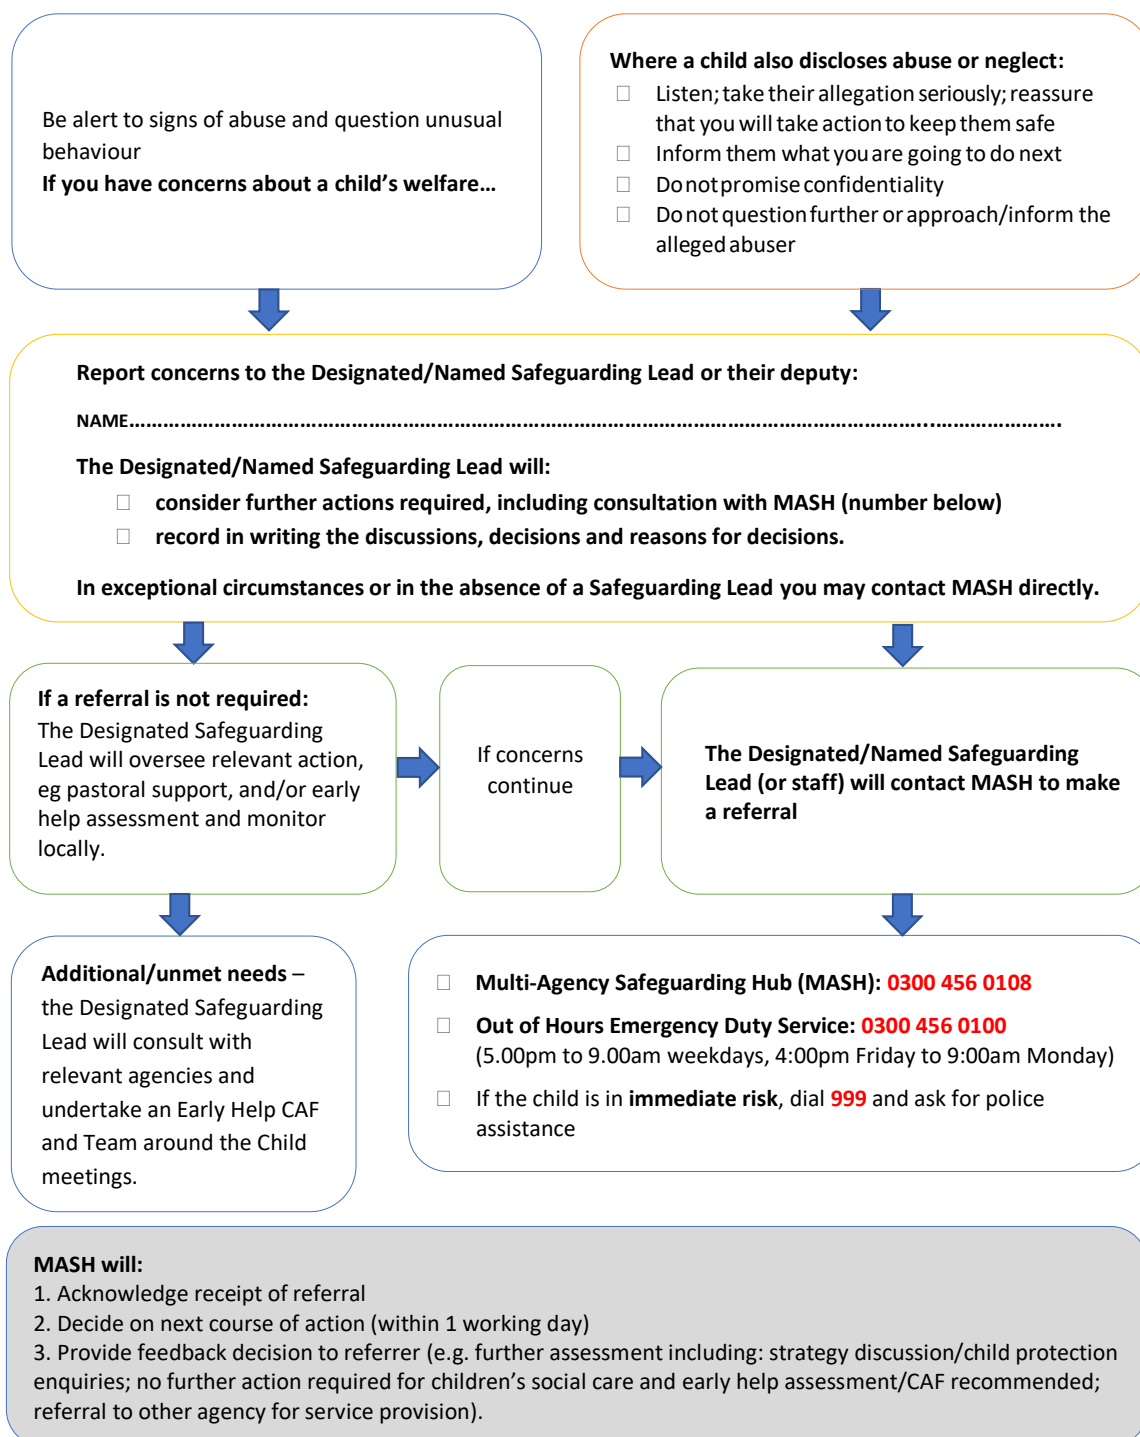 Be alert to signs of abuse and question unusual
behaviour
If you have concerns about a child's welfare…
Where a child also discloses abuse or neglect:
Listen; take their allegation seriously; reassure
that you will take action to keep them safe
Inform them what you are going to do next
Do not promise confidentiality
Do not question further or approach/inform the
alleged abuser
Report concerns to the Designated/Named Safeguarding Lead or their deputy:
NAME…………………………………………………………………………………………………………...……………….
The Designated/Named Safeguarding Lead will:
consider further actions required, including consultation with MASH (number below)
record in writing the discussions, decisions and reasons for decisions.
In exceptional circumstances or in the absence of a Safeguarding Lead you may contact MASH directly.
If a referral is not required:
The Designated Safeguarding
Lead will oversee relevant action,
eg pastoral support, and/or early
help assessment and monitor
locally.
If concerns
continue
The Designated/Named Safeguarding
Lead (or staff) will contact MASH to make
a referral
Additional/unmet needs –
the Designated Safeguarding
Lead will consult with
relevant agencies and
undertake an Early Help CAF
and Team around the Child
meetings.
Multi-Agency Safeguarding Hub (MASH): 0300 456 0108
Out of Hours Emergency Duty Service: 0300 456 0100
(5.00pm to 9.00am weekdays, 4:00pm Friday to 9:00am Monday)
If the child is in immediate risk, dial 999 and ask for police
assistance
MASH will:
1. Acknowledge receipt of referral
2. Decide on next course of action (within 1 working day)
3. Provide feedback decision to referrer (e.g. further assessment including: strategy discussion/child protection
enquiries; no further action required for children's social care and early help assessment/CAF recommended;
referral to other agency for service provision).